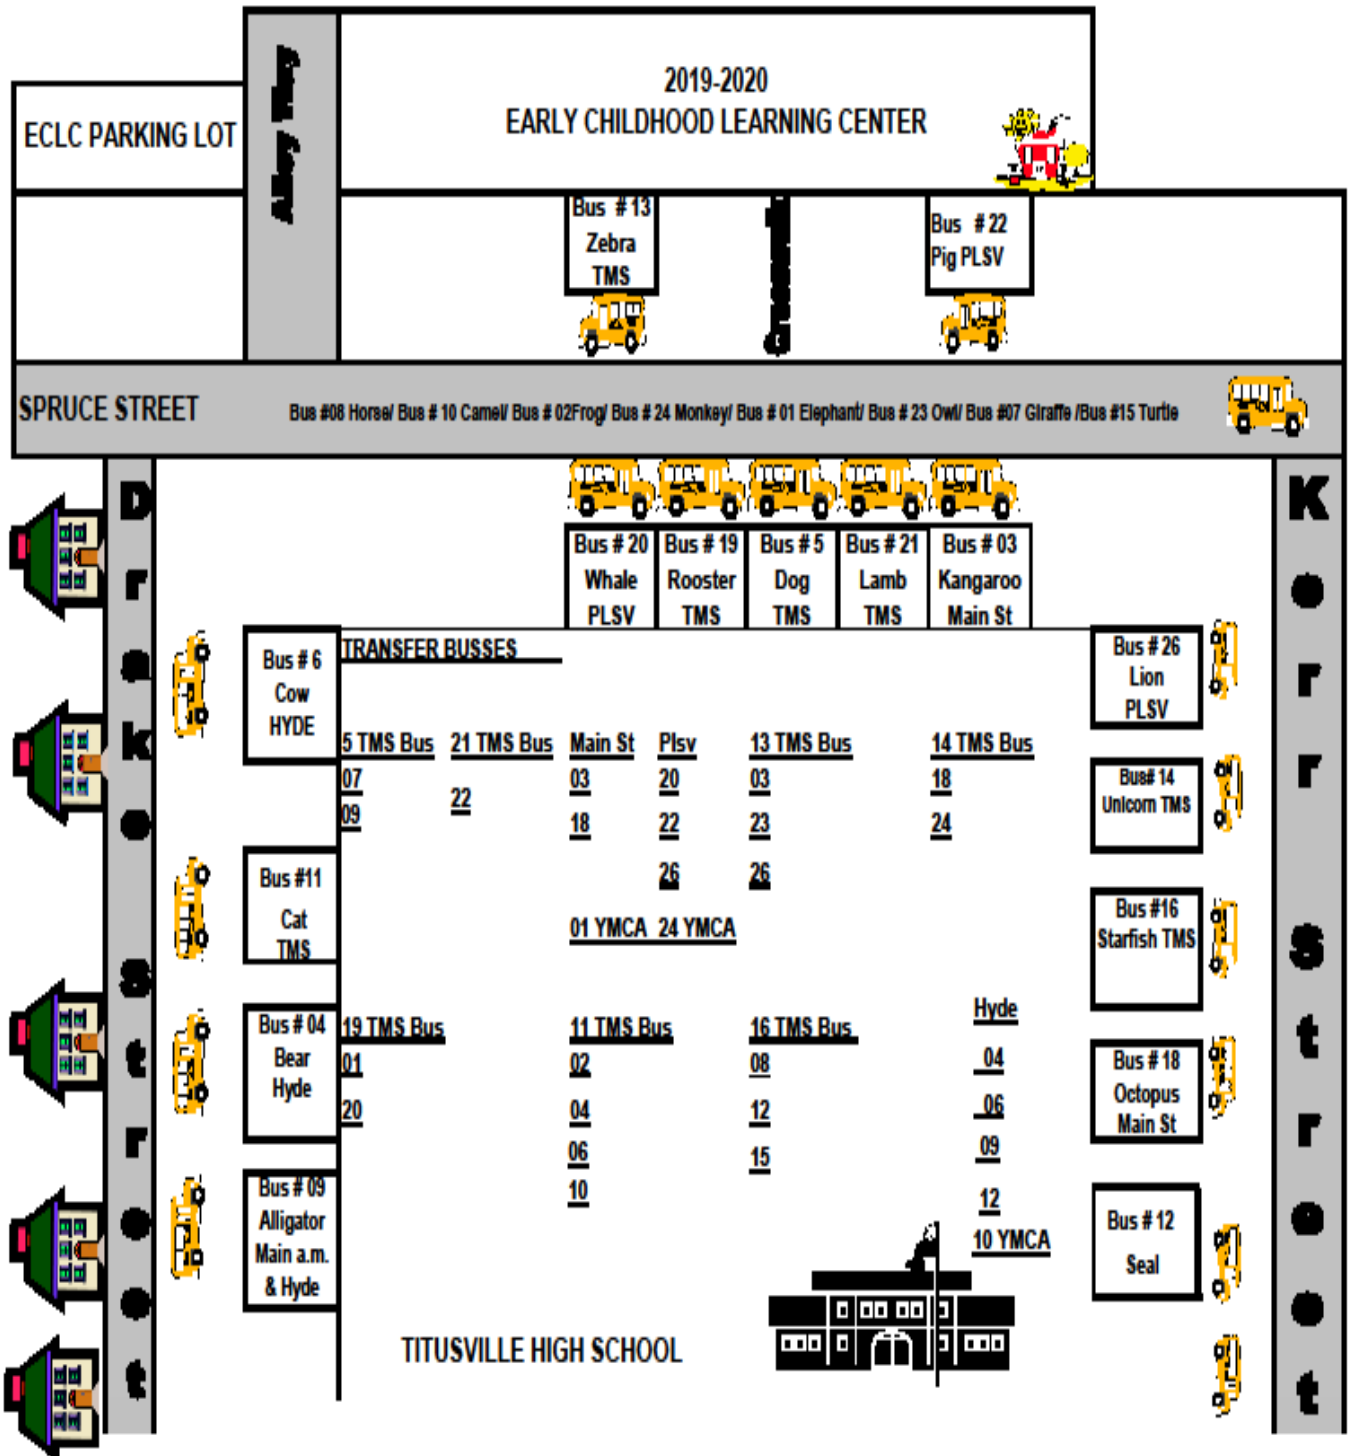 2019-2020
EARLY CHILDHOOD LEARNING CENTER
ECLC PARKING LOT
Bus # 13
Zebra
TMS
Bus # 22
Pig PLSV
SPRUCE STREET
Bus #08 Horse/ Bus # 10 Camel/ Bus # 02Frog/ Bus # 24 Monkey/ Bus # 01 Elephant/ Bus # 23 Owl/ Bus #07 Giraffe /Bus #15 Turtle
Drake Street
Korr Street
Bus # 20
Whale
PLSV
Bus # 19
Rooster
TMS
Bus # 5
Dog
TMS
Bus # 21
Lamb
TMS
Bus # 03
Kangaroo
Main St
Bus # 6
Cow
HYDE
Bus #11
Cat
TMS
Bus # 04
Bear
Hyde
Bus # 09
Alligator
Main a.m.
& Hyde
TRANSFER BUSSES
5 TMS Bus
07
09
21 TMS Bus
22
Main St
03
18
Plsv
20
22
26
13 TMS Bus
03
23
26
14 TMS Bus
18
24
01 YMCA 24 YMCA
19 TMS Bus
01
20
11 TMS Bus
02
04
06
10
16 TMS Bus
08
12
15
Hyde
04
06
09
12
10 YMCA
Bus # 26
Lion
PLSV
Bus# 14
Unicorn TMS
Bus #16
Starfish TMS
Bus # 18
Octopus
Main St
Bus # 12
Seal
TITUSVILLE HIGH SCHOOL